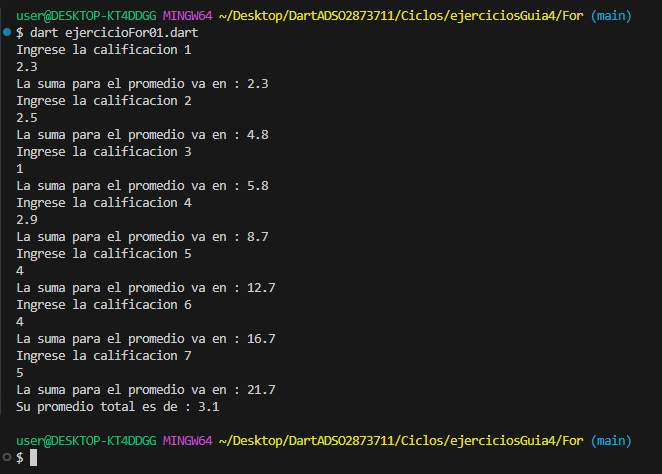 user@DESKTOP-KT4DDGG MINGW64 ~/Desktop/DartADSO2873711/Ciclos/ejerciciosGuia4/For (main)
$ dart ejercicioFor01.dart
Ingrese la calificacion 1
2.3
La suma para el promedio va en : 2.3
Ingrese la calificacion 2
2.5
La suma para el promedio va en : 4.8
Ingrese la calificacion 3
1
La suma para el promedio va en : 5.8
Ingrese la calificacion 4
2.9
La suma para el promedio va en : 8.7
Ingrese la calificacion 5
4
La suma para el promedio va en : 12.7
Ingrese la calificacion 6
4
La suma para el promedio va en : 16.7
Ingrese la calificacion 7
5
La suma para el promedio va en : 21.7
Su promedio total es de : 3.1
user@DESKTOP-KT4DDGG MINGW64 ~/Desktop/DartADSO2873711/Ciclos/ejerciciosGuia4/For (main)
$